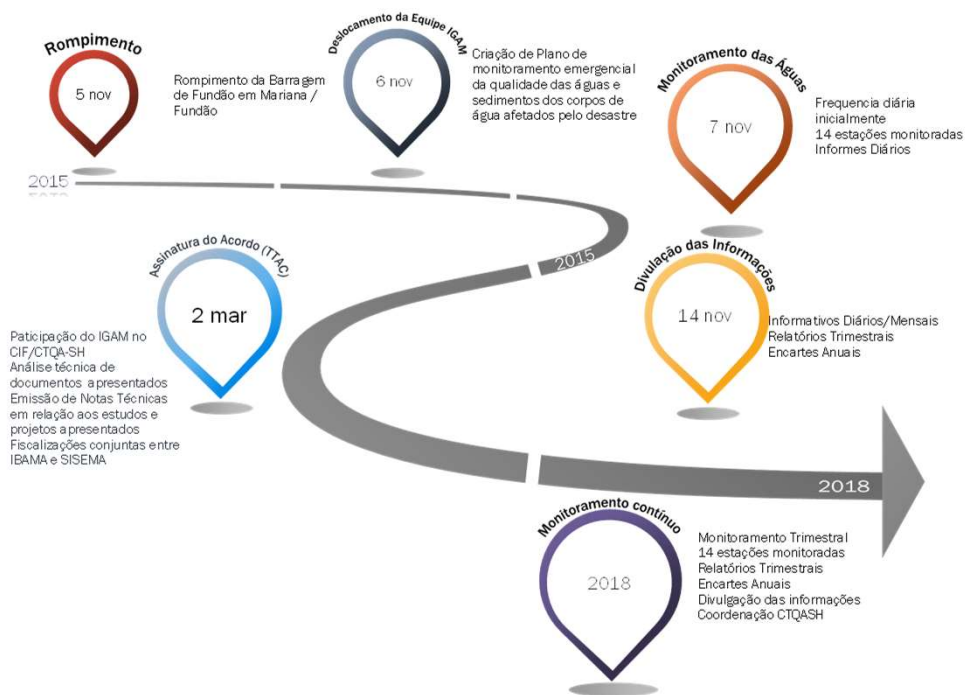 Rompimento
5 nov
Rompimento da Barragem
de Fundão em Mariana /
Fundão
Deslocamento da Equipe IGAM
6 nov
Criação de Plano de
monitoramento emergencial
da qualidade das águas e
sedimentos dos corpos de
água afetados pelo desastre
Monitoramento das Águas
7 nov
Frequencia diária
inicialmente
14 estações monitoradas
Informes Diários
2015
2015
Assinatura do Acordo (TTAC)
2 mar
Paticipação do IGAM no
CIF/CTQA-SH
Análise técnica de
documentos apresentados
Emissão de Notas Técnicas
em relação aos estudos e
projetos apresentados
Fiscalizações conjuntas entre
IBAMA e SISEMA
Divulação das Informações
14 nov
Informativos Diários/Mensais
Relatórios Trimestrais
Encartes Anuais
2018
Monitoramento contínuo
2018
Monitoramento Trimestral
14 estações monitoradas
Relatórios Trimestrais
Encartes Anuais
Divulgação das informações
Coordenação CTQASH